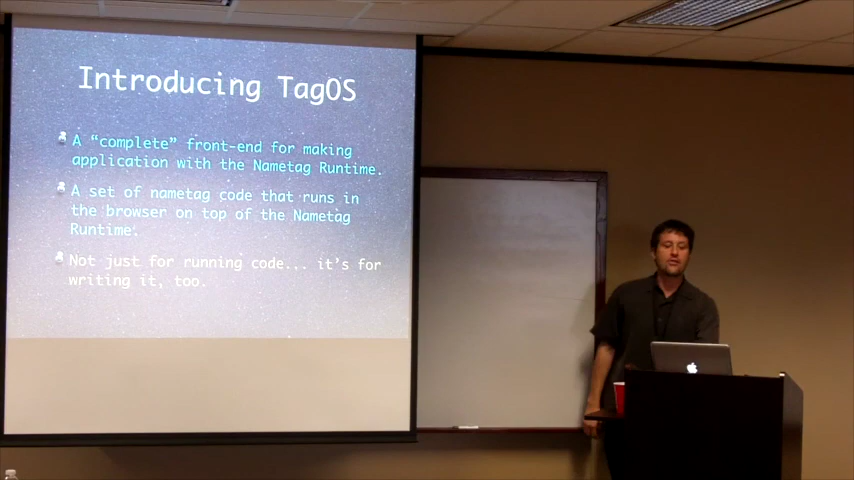 Introducing TagOS
A “complete” front-end for making
application with the Nametag Runtime.
A set of nametag code that runs in
the browser on top of the Nametag
Runtime.
Not just for running code... it’s for
writing it, too.